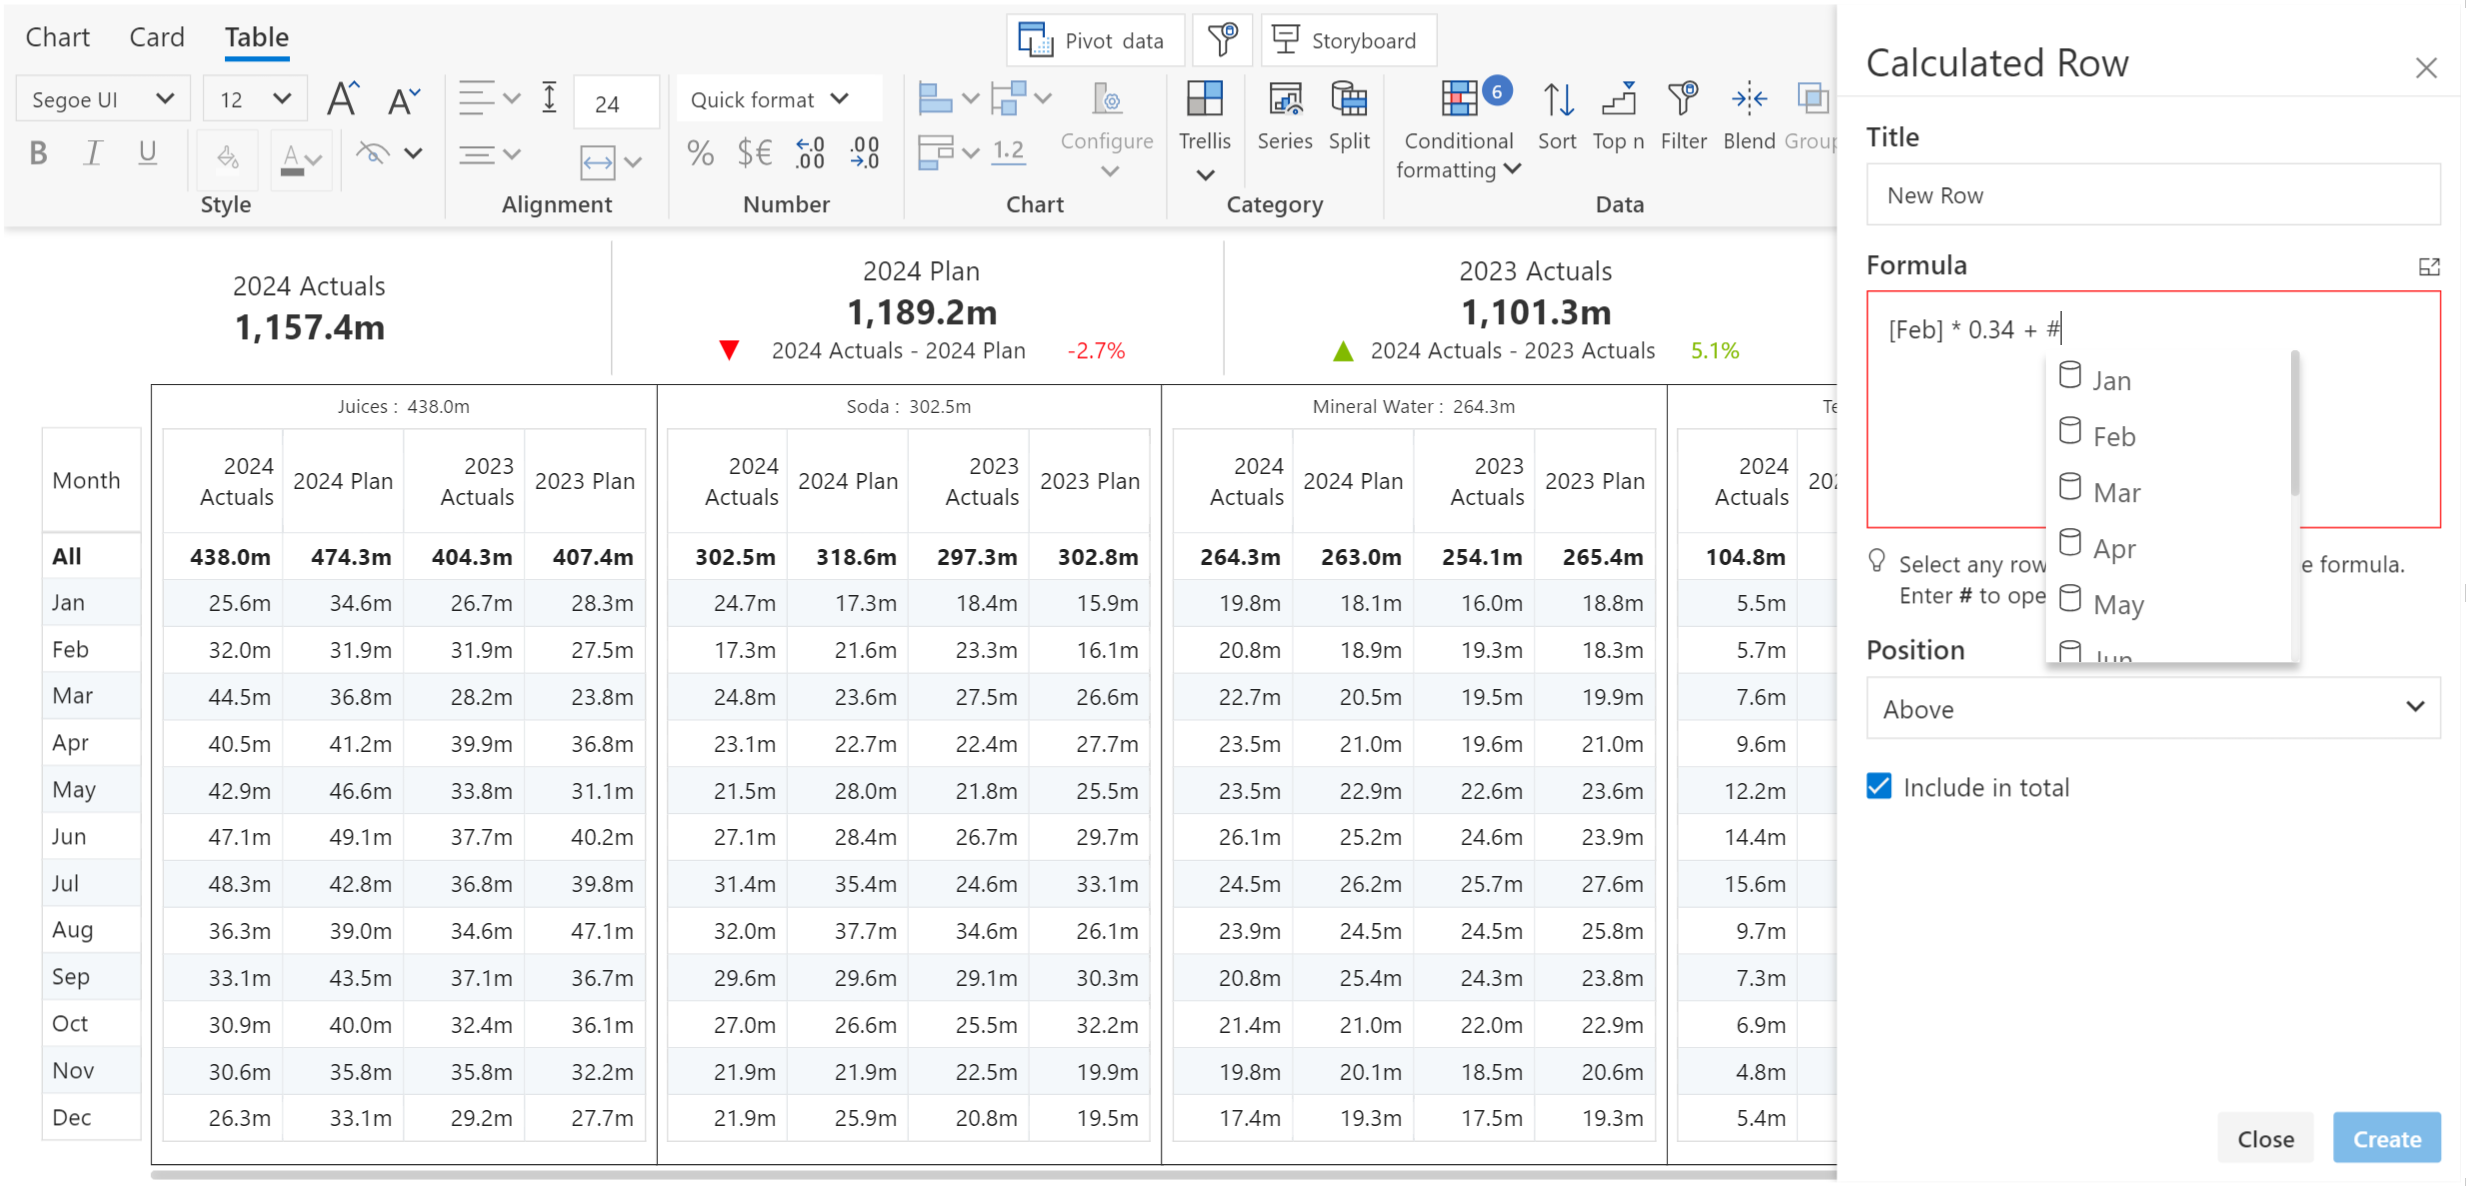 Chart Card Table
Pivot data
Storyboard
Segoe UI
12
24
Quick format
6
B I U
A
% $€ .0 .00 .00 .0
1.2
Configure
Trellis
Series
Split
Conditional formatting
Sort
Top n
Filter
Blend
Group
Style
Alignment
Number
Chart
Category
Data
2024 Actuals
1,157.4m
2024 Plan
1,189.2m
2024 Actuals - 2024 Plan -2.7%
2023 Actuals
1,101.3m
2024 Actuals - 2023 Actuals 5.1%
Juices : 438.0m
Soda : 302.5m
Mineral Water : 264.3m
Te
Month 2024 Actuals 2024 Plan 2023 Actuals 2023 Plan 2024 Actuals 2024 Plan 2023 Actuals 2023 Plan 2024 Actuals 2024 Plan 2023 Actuals 2023 Plan 2024 Actuals 202
All 438.0m 474.3m 404.3m 407.4m 302.5m 318.6m 297.3m 302.8m 264.3m 263.0m 254.1m 265.4m 104.8m
Jan 25.6m 34.6m 26.7m 28.3m 24.7m 17.3m 18.4m 15.9m 19.8m 18.1m 16.0m 18.8m 5.5m
Feb 32.0m 31.9m 31.9m 27.5m 17.3m 21.6m 23.3m 16.1m 20.8m 18.9m 19.3m 18.3m 5.7m
Mar 44.5m 36.8m 28.2m 23.8m 24.8m 23.6m 27.5m 26.6m 22.7m 20.5m 19.5m 19.9m 7.6m
Apr 40.5m 41.2m 39.9m 36.8m 23.1m 22.7m 22.4m 27.7m 23.5m 21.0m 19.6m 21.0m 9.6m
May 42.9m 46.6m 33.8m 31.1m 21.5m 28.0m 21.8m 25.5m 23.5m 22.9m 22.6m 23.6m 12.2m
Jun 47.1m 49.1m 37.7m 40.2m 27.1m 28.4m 26.7m 29.7m 26.1m 25.2m 24.6m 23.9m 14.4m
Jul 48.3m 42.8m 36.8m 39.8m 31.4m 35.4m 24.6m 33.1m 24.5m 26.2m 25.7m 27.6m 15.6m
Aug 36.3m 39.0m 34.6m 47.1m 32.0m 37.7m 34.6m 26.1m 23.9m 24.5m 24.5m 25.8m 9.7m
Sep 33.1m 43.5m 37.1m 36.7m 29.6m 29.6m 29.1m 30.3m 20.8m 25.4m 24.3m 23.8m 7.3m
Oct 30.9m 40.0m 32.4m 36.1m 27.0m 26.6m 25.5m 32.2m 21.4m 21.0m 22.0m 22.9m 6.9m
Nov 30.6m 35.8m 35.8m 32.2m 21.9m 21.9m 22.5m 19.9m 19.8m 20.1m 18.5m 20.6m 4.8m
Dec 26.3m 33.1m 29.2m 27.7m 21.9m 25.9m 20.8m 19.5m 17.4m 19.3m 17.5m 19.3m 5.4m
Calculated Row
Title
New Row
Formula
[Feb] * 0.34 + #
Jan
Feb
Mar
Apr
May
Jun
Select any row e formula.
Enter # to ope
Position
Above
Include in total
Close
Create